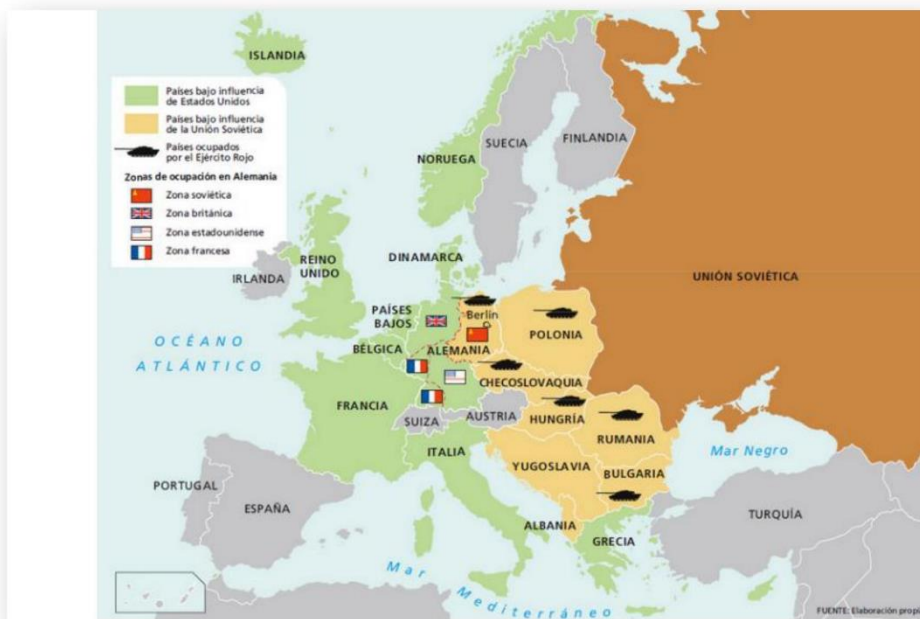 ISLANDIA
Países bajo influencia
de Estados Unidos
Países bajo influencia
de la Unión Soviética
Países ocupados
por el Ejército Rojo
Zonas de ocupación en Alemania
Zona soviética
Zona británica
Zona estadounidense
Zona francesa
SUECIA
FINLANDIA
NORUEGA
DINAMARCA
REINO
UNIDO
IRLANDA
UNIÓN SOVIÉTICA
PAÍSES
BAJOS
Berlín
POLONIA
OCÉANO
ATLÁNTICO
BÉLGICA
ALEMANIA
CHECOSLOVAQUIA
FRANCIA
SUIZA
AUSTRIA
HUNGRÍA
RUMANIA
ITALIA
YUGOSLAVIA
BULGARIA
Mar Negro
PORTUGAL
ESPAÑA
ALBANIA
GRECIA
TURQUÍA
Mar
Mediterráneo
FUENTE: Elaboración propi